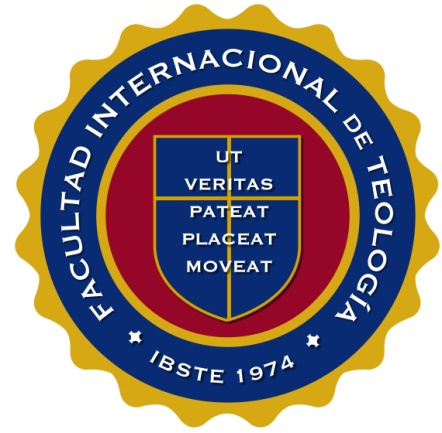 FACULTAD INTERNACIONAL DE TEOLOGÍA
UT
VERITAS
PATEAT
PLACEAT
MOVEAT
IBSTE 1974